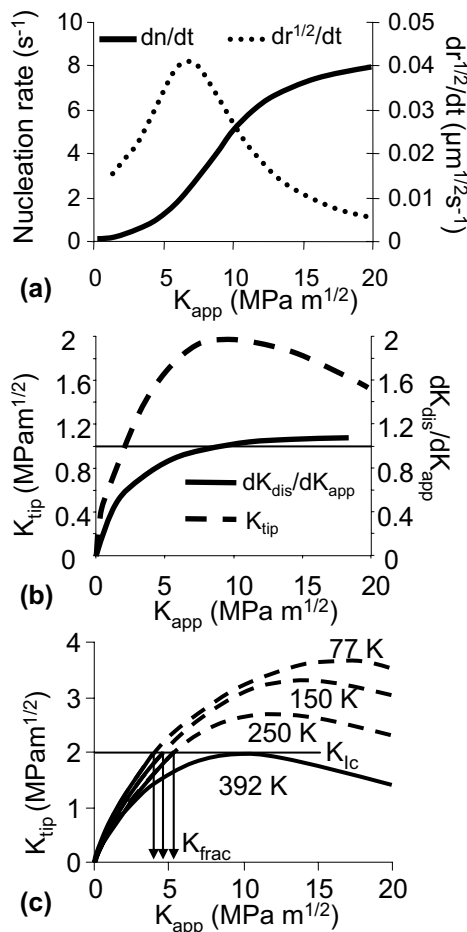 dn/dt dr1/2/dt
Nucleation rate (s-1)
10
8
6
4
2
0
dr1/2/dt (μm1/2s-1)
0.05
0.04
0.03
0.02
0.01
0
0 5 10 15 20
(a) Kapp (MPa m1/2)
Ktip (MPam1/2)
2
1.6
1.2
0.8
0.4
0
dKdis/dKapp
2
1.6
1.2
0.8
0.4
0
dKdis/dKapp
Ktip
0 5 10 15 20
(b) Kapp (MPa m1/2)
Ktip (MPam1/2)
4
3
2
1
0
77 K
150 K
250 K
KIc
392 K
Kfrac
0 5 10 15 20
(c) Kapp (MPa m1/2)